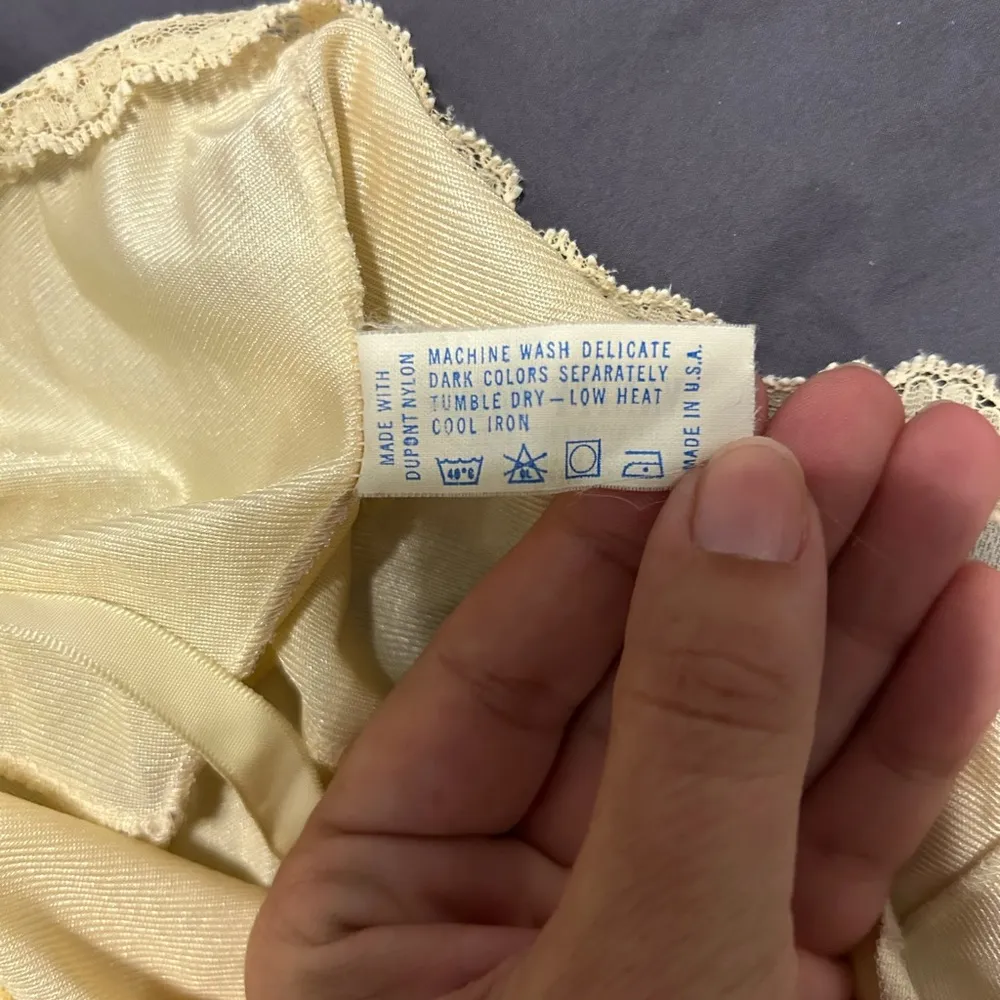 MADE WITH
DUPONT NYLON
MACHINE WASH DELICATE
DARK COLORS SEPARATELY
TUMBLE DRY—LOW HEAT
COOL IRON
40°C
CL
MADE IN U.S.A.